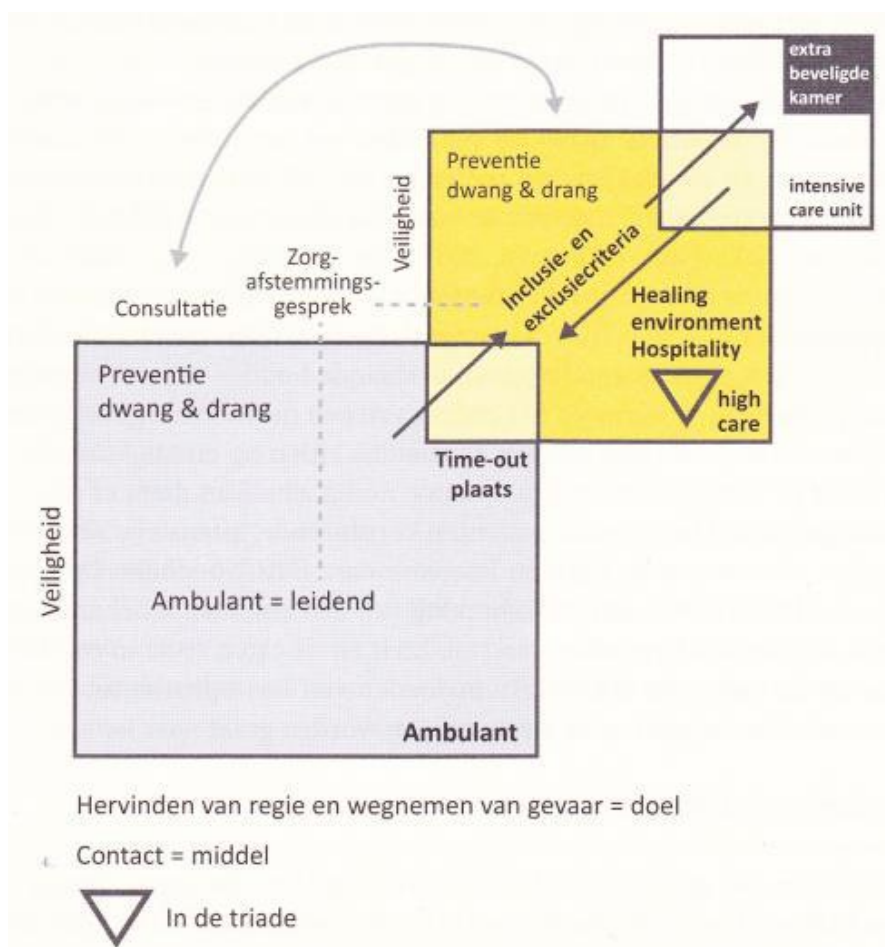 extra
beveligde
kamer
Preventie
dwang & drang
intensive
care unit
Veiligheid
Inclusie- en
exclusiecriteria
Zorg-
afstemmings-
gesprek
Consultatie
Healing
environment
Hospitality
high
care
Preventie
dwang & drang
Time-out
plaats
Veiligheid
Ambulant = leidend
Ambulant
Hervinden van regie en wegnemen van gevaar = doel
Contact = middel
In de triade